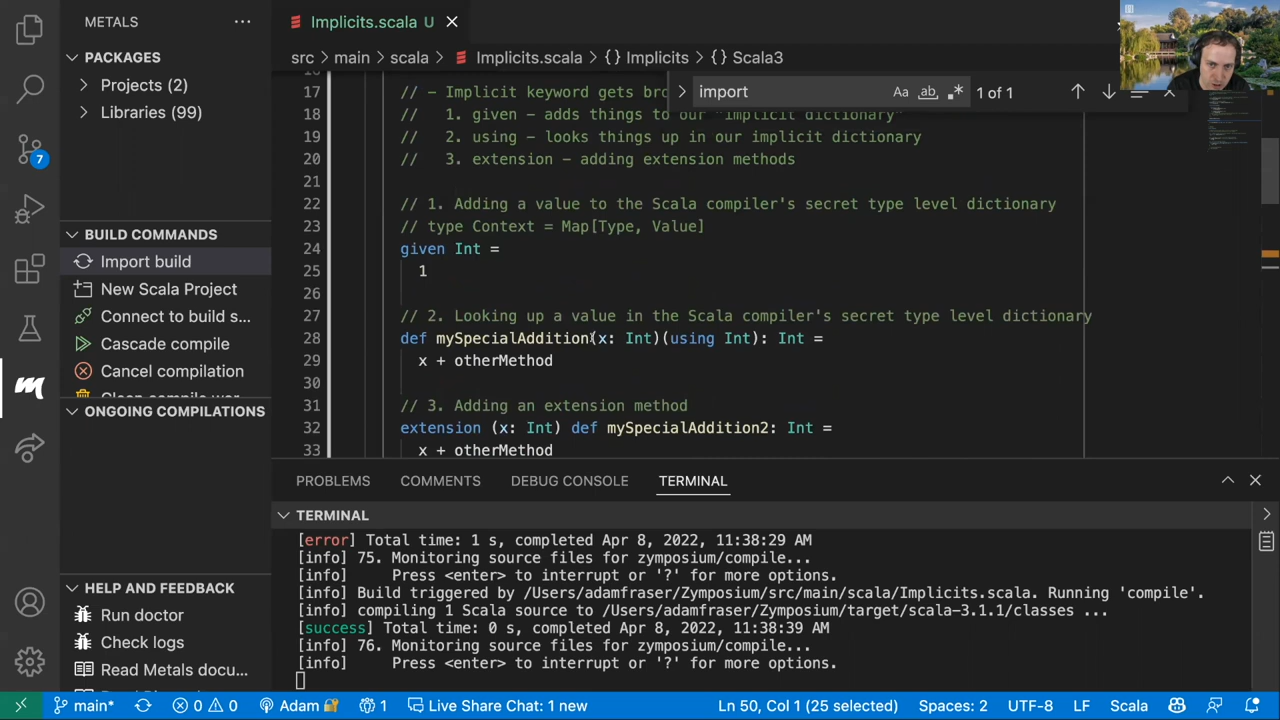 METALS
PACKAGES
Projects (2)
Libraries (99)
BUILD COMMANDS
Import build
New Scala Project
Connect to build s...
Cascade compile
Cancel compilation
ONGOING COMPILATIONS
HELP AND FEEDBACK
Run doctor
Check logs
Read Metals docu...
7
Implicits.scala U
src > main > scala > Implicits.scala > {} Implicits > {} Scala3
import
Aa ab 1 of 1
17 // - Implicit keyword gets bro
18 // 1. given - adds things to our "implicit dictionary"
19 // 2. using - looks things up in our implicit dictionary
20 // 3. extension - adding extension methods
21
22 // 1. Adding a value to the Scala compiler's secret type level dictionary
23 // type Context = Map[Type, Value]
24 given Int =
25 1
26
27 // 2. Looking up a value in the Scala compiler's secret type level dictionary
28 def mySpecialAddition(x: Int)(using Int): Int =
29 x + otherMethod
30
31 // 3. Adding an extension method
32 extension (x: Int) def mySpecialAddition2: Int =
33 x + otherMethod
PROBLEMS COMMENTS DEBUG CONSOLE TERMINAL
TERMINAL
[error] Total time: 1 s, completed Apr 8, 2022, 11:38:29 AM
[info] 75. Monitoring source files for zymposium/compile...
[info] Press <enter> to interrupt or '?' for more options.
[info] Build triggered by /Users/adamfraser/Zymposium/src/main/scala/Implicits.scala. Running 'compile'.
[info] compiling 1 Scala source to /Users/adamfraser/Zymposium/target/scala-3.1.1/classes ...
[success] Total time: 0 s, completed Apr 8, 2022, 11:38:39 AM
[info] 76. Monitoring source files for zymposium/compile...
[info] Press <enter> to interrupt or '?' for more options.
main* 0 0 Adam 1 Live Share Chat: 1 new Ln 50, Col 1 (25 selected) Spaces: 2 UTF-8 LF Scala